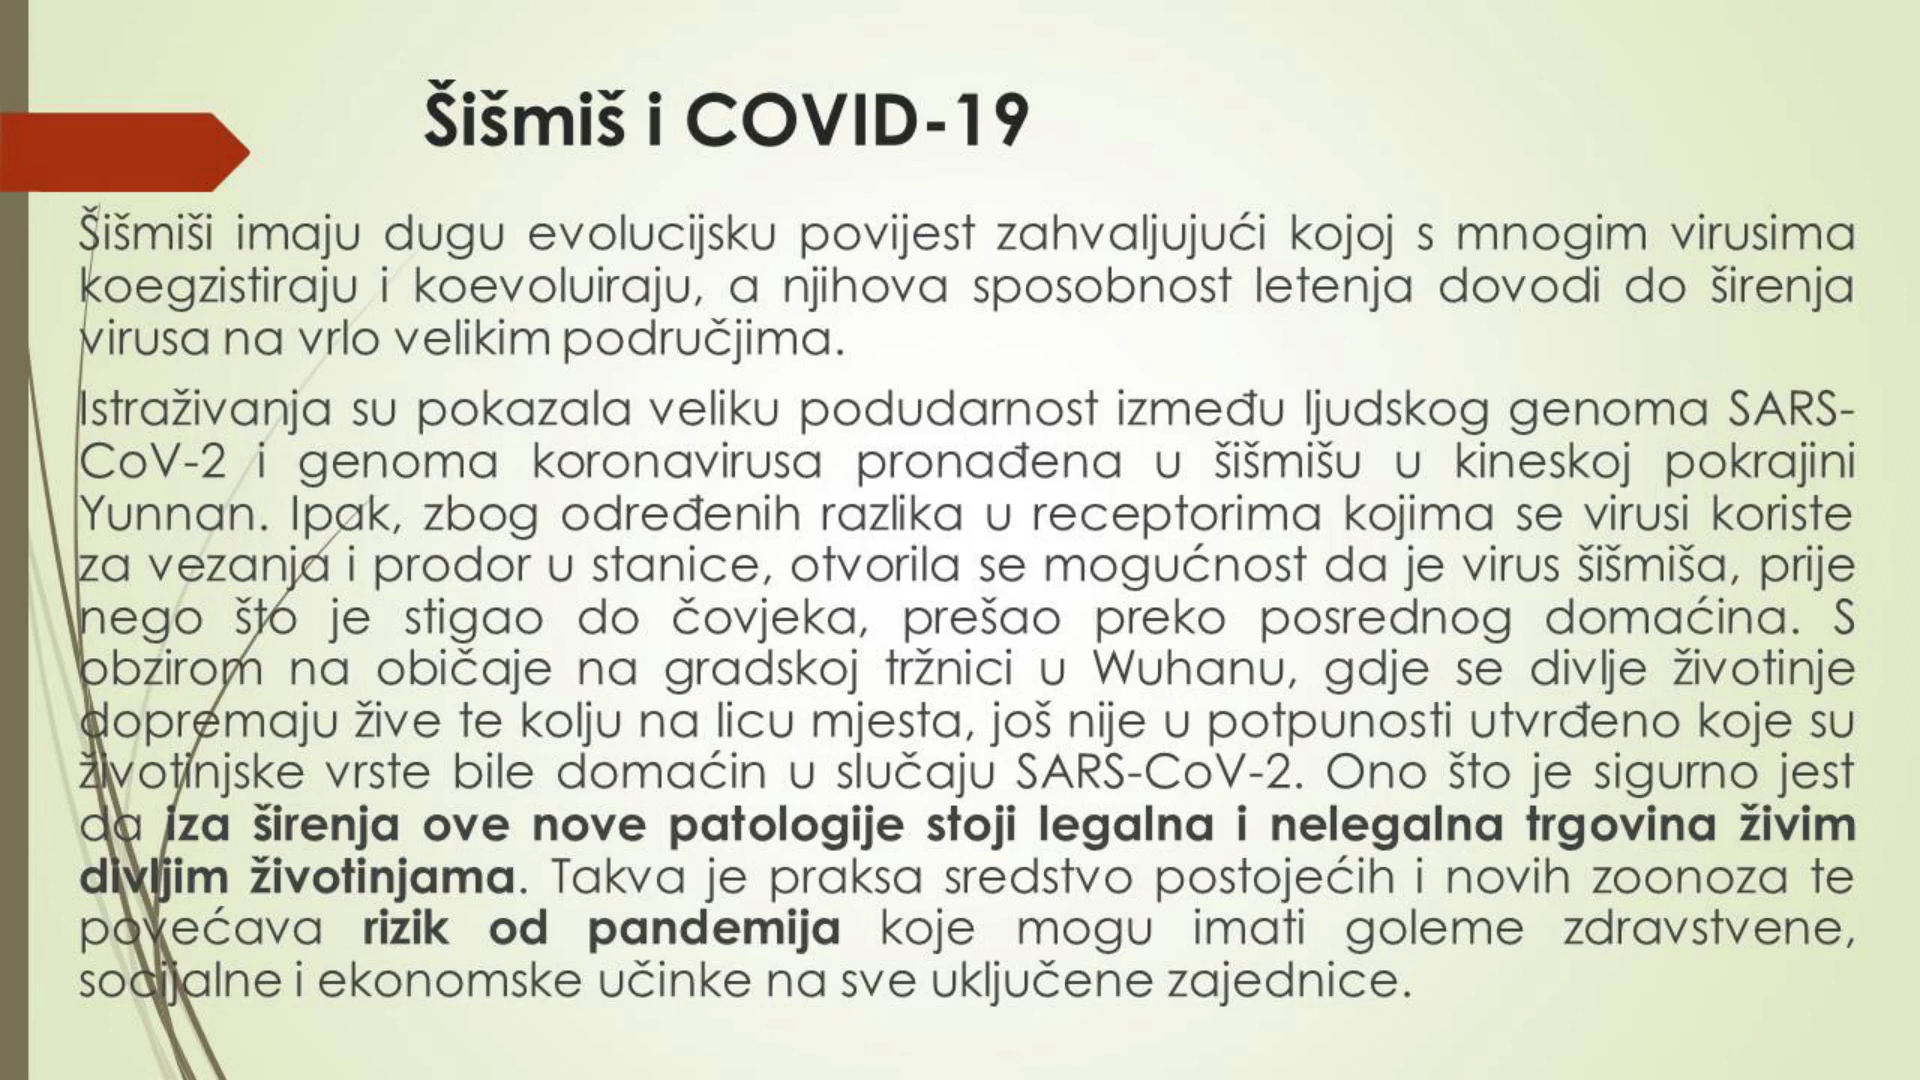 Šišmiš i COVID-19
Šišmiši imaju dugu evolucijsku povijest zahvaljujući kojoj s mnogim virusima
koegzistiraju i koevoluiraju, a njihova sposobnost letenja dovodi do širenja
virusa na vrlo velikim područjima.
Istraživanja su pokazala veliku podudarnost između ljudskog genoma SARS-
CoV-2 i genoma koronavirusa pronađena u šišmišu u kineskoj pokrajini
Yunnan. Ipak, zbog određenih razlika u receptorima kojima se virusi koriste
za vezanja i prodor u stanice, otvorila se mogućnost da je virus šišmiša, prije
nego što je stigao do čovjeka, prešao preko posrednog domaćina. S
obzirom na običaje na gradskoj tržnici u Wuhanu, gdje se divlje životinje
dopremaju žive te kolju na licu mjesta, još nije u potpunosti utvrđeno koje su
životinjske vrste bile domaćin u slučaju SARS-CoV-2. Ono što je sigurno jest
da iza širenja ove nove patologije stoji legalna i nelegalna trgovina živim
divljim životinjama. Takva je praksa sredstvo postojećih i novih zoonoza te
povećava rizik od pandemija koje mogu imati goleme zdravstvene,
socijalne i ekonomske učinke na sve uključene zajednice.